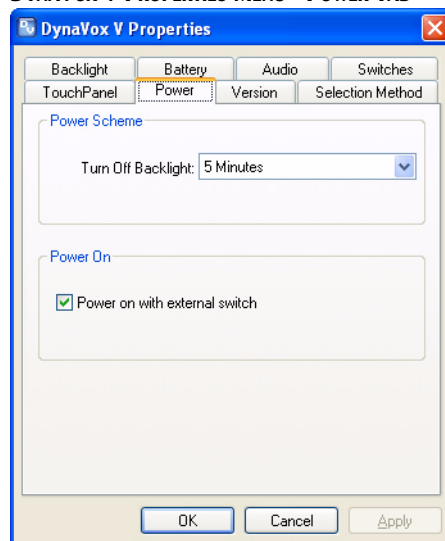 DynaVox V Properties
Backlight Battery Audio Switches
TouchPanel Power Version Selection Method
Power Scheme
Turn Off Backlight: 5 Minutes
Power On
Power on with external switch
OK Cancel Apply